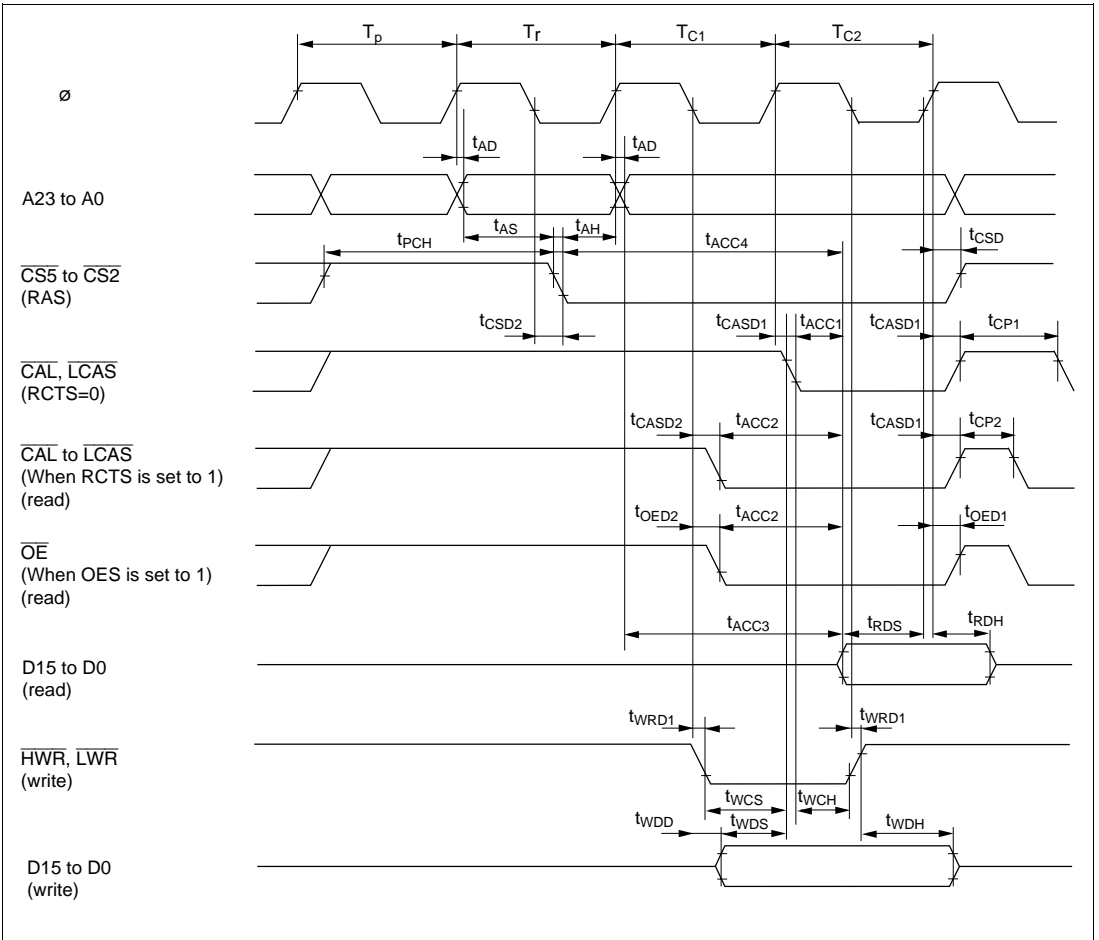 Tp Tr TC1 TC2
ø
tAD tAD
A23 to A0
tAS tAH
tPCH tACC4 tCSD
CS5 to CS2
(RAS)
tCSD2 tCASD1 tACC1 tCASD1 tCP1
CAL, LCAS
(RCTS=0)
tCASD2 tACC2 tCASD1 tCP2
CAL to LCAS
(When RCTS is set to 1)
(read)
tOED2 tACC2 tOED1
OE
(When OES is set to 1)
(read)
tACC3 tRDS tRDH
D15 to D0
(read)
tWRD1 tWRD1
HWR, LWR
(write)
tWCS tWCH
tWDD tWDS tWDH
D15 to D0
(write)